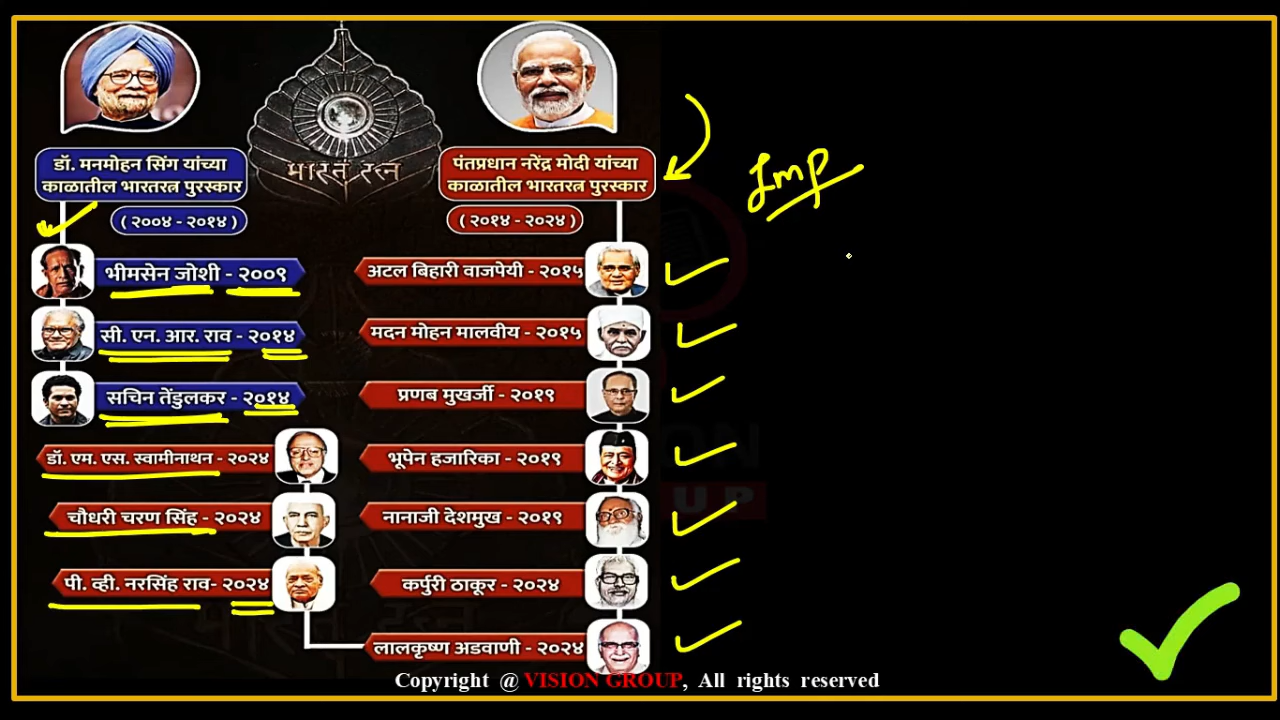 भारत रत्न
डॉ. मनमोहन सिंग यांच्या
काळातील भारतरत्न पुरस्कार
(२००४ - २०१४)
भीमसेन जोशी - २००९
सी. एन. आर. राव - २०१४
सचिन तेंडुलकर - २०१४
डॉ. एम. एस. स्वामीनाथन - २०२४
चौधरी चरण सिंह - २०२४
पी. व्ही. नरसिंह राव- २०२४
पंतप्रधान नरेंद्र मोदी यांच्या
काळातील भारतरत्न पुरस्कार
(२०१४ - २०२४)
अटल बिहारी वाजपेयी - २०१५
मदन मोहन मालवीय - २०१५
प्रणब मुखर्जी - २०१९
भूपेन हजारिका - २०१९
नानाजी देशमुख - २०१९
कर्पुरी ठाकूर - २०२४
लालकृष्ण अडवाणी - २०२४
Imp
Copyright @ VISION GROUP, All rights reserved